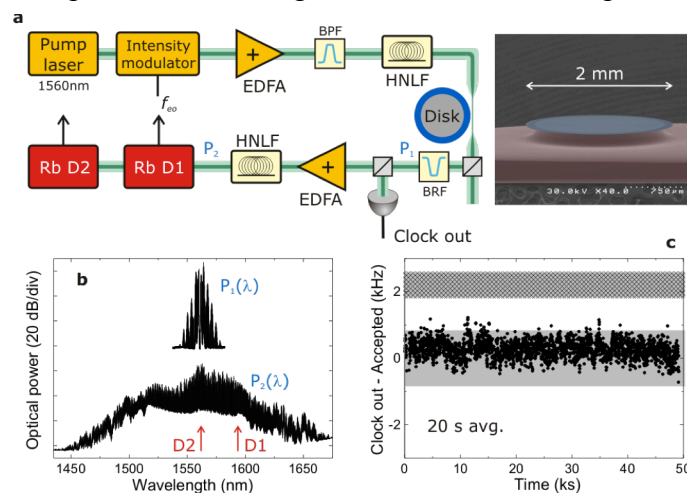 a
Pump
laser
1560nm
Intensity
modulator
f_eo
EDFA
BPF
HNLF
2 mm
Disk
Rb D2
Rb D1
P₂
HNLF
EDFA
P₁
BRF
Clock out
30.0kV X40.0 750µm
b
P₁(λ)
P₂(λ)
D2
D1
Optical power (20 dB/div)
1450 1500 1550 1600 1650
Wavelength (nm)
c
Clock out - Accepted (kHz)
2
0
-2
20 s avg.
0 10 20 30 40 50
Time (ks)